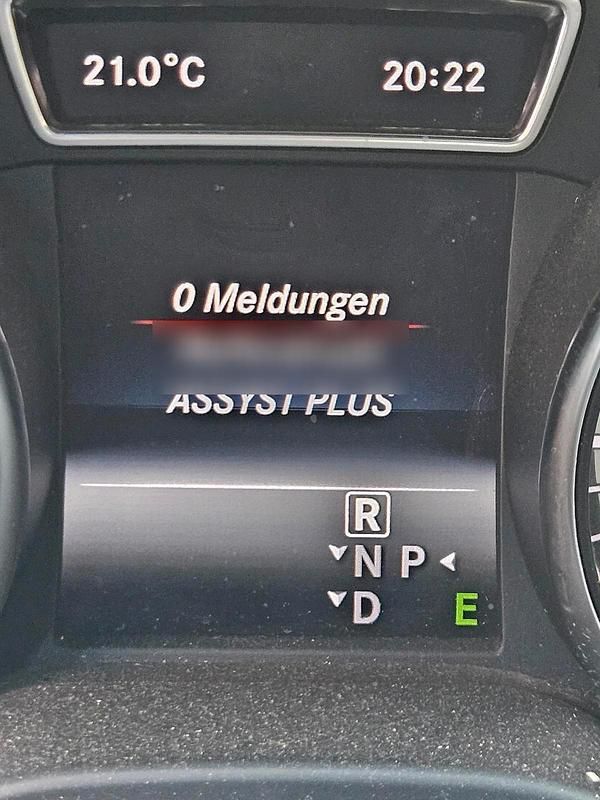 21.0°C 20:22
0 Meldungen
ASSYST PLUS
R
N P
D E